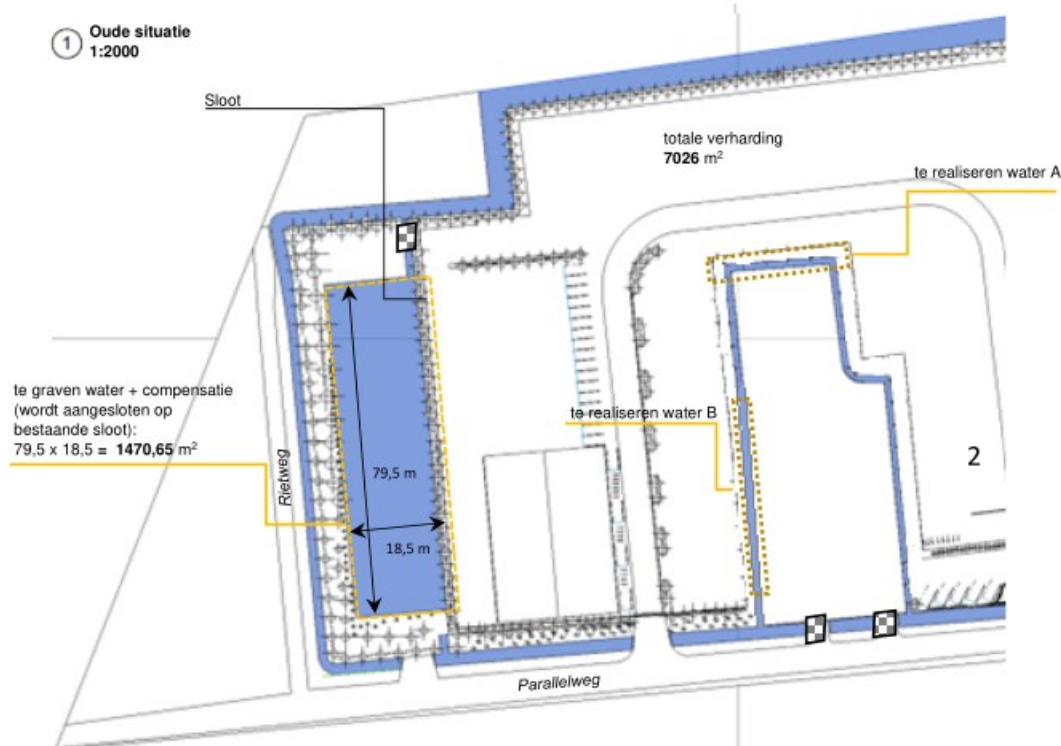 1
Oude situatie
1:2000
Sloot
totale verharding
7026 m²
te realiseren water A
te graven water + compensatie
(wordt aangesloten op
bestaande sloot):
79,5 x 18,5 = 1470,65 m²
te realiseren water B
79,5 m
18,5 m
Rietweg
2
Parallelweg